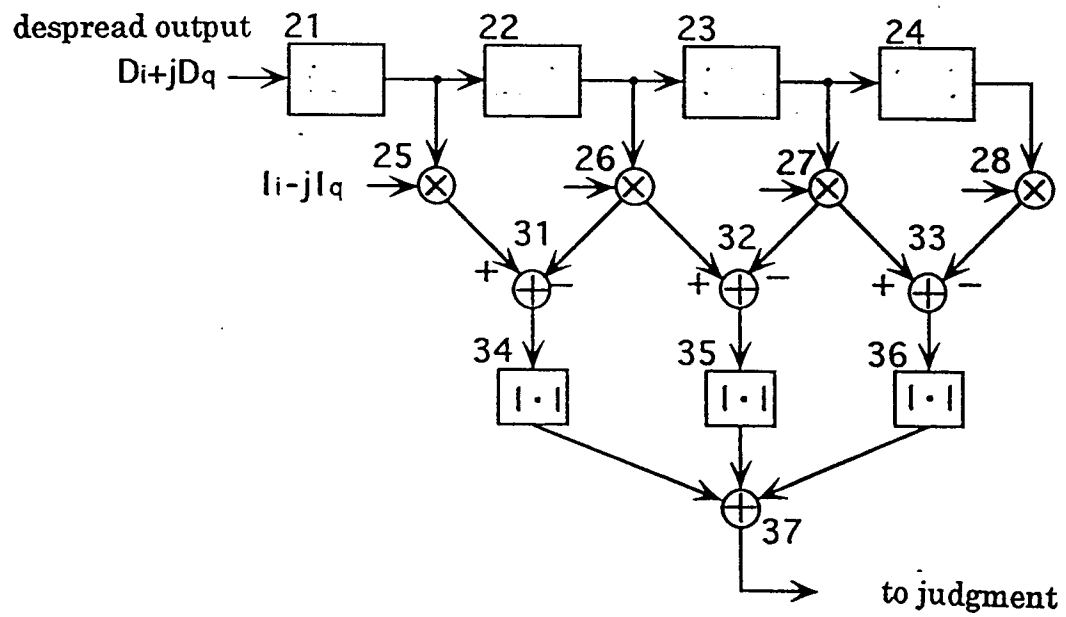 despread output 21 22 23 24
Di+jDq
25 26 27 28
Ii-jIq
31 32 33
+ - + - + -
34 35 36
|·| |·| |·|
37
to judgment